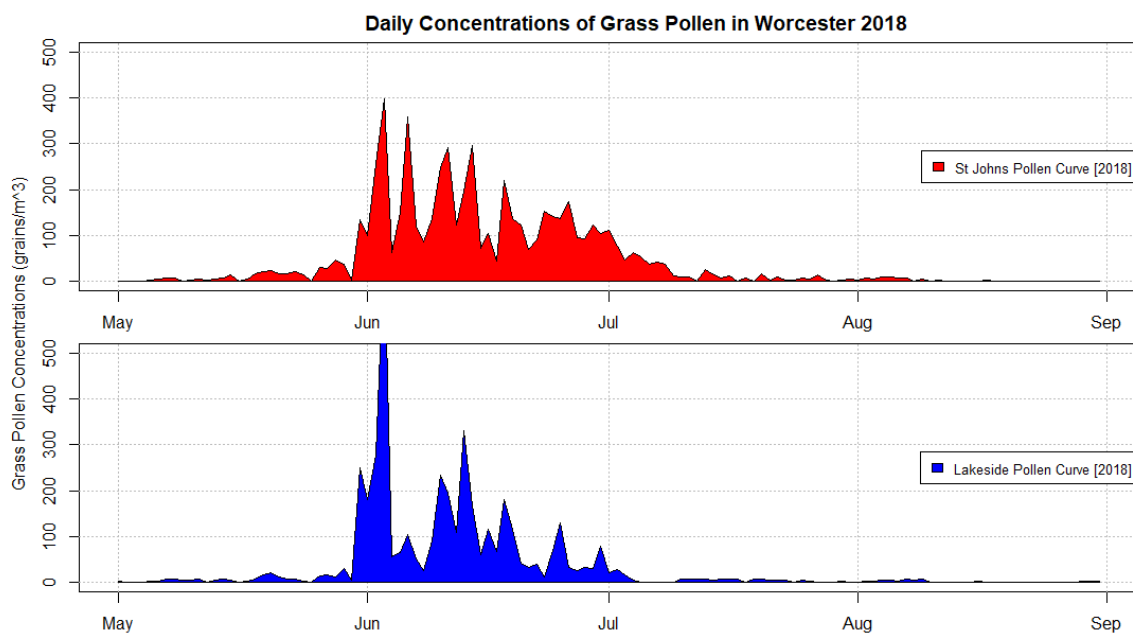 Daily Concentrations of Grass Pollen in Worcester 2018
Grass Pollen Concentrations (grains/m^3)
500
400
300
200
100
0
St Johns Pollen Curve [2018]
May Jun Jul Aug Sep
500
400
300
200
100
0
Lakeside Pollen Curve [2018]
May Jun Jul Aug Sep